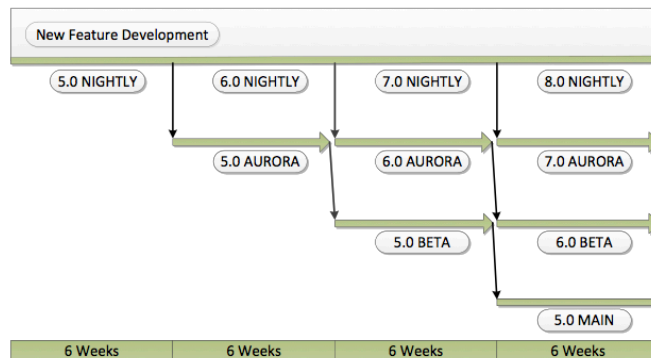 New Feature Development
5.0 NIGHTLY 6.0 NIGHTLY 7.0 NIGHTLY 8.0 NIGHTLY
5.0 AURORA 6.0 AURORA 7.0 AURORA
5.0 BETA 6.0 BETA
5.0 MAIN
6 Weeks 6 Weeks 6 Weeks 6 Weeks